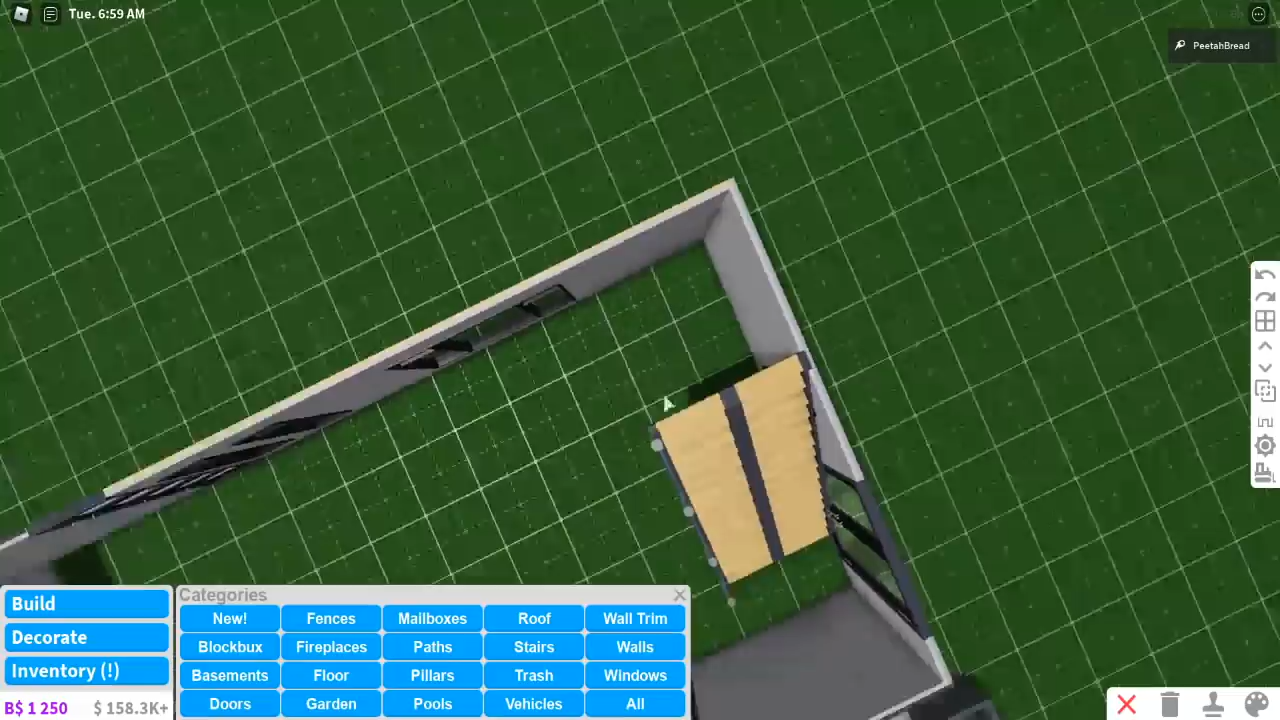 Tue. 6:59 AM
PeetahBread
Build
Decorate
Inventory (!)
B$ 1 250 $ 158.3K+
Categories
New! Fences Mailboxes Roof Wall Trim
Blockbux Fireplaces Paths Stairs Walls
Basements Floor Pillars Trash Windows
Doors Garden Pools Vehicles All